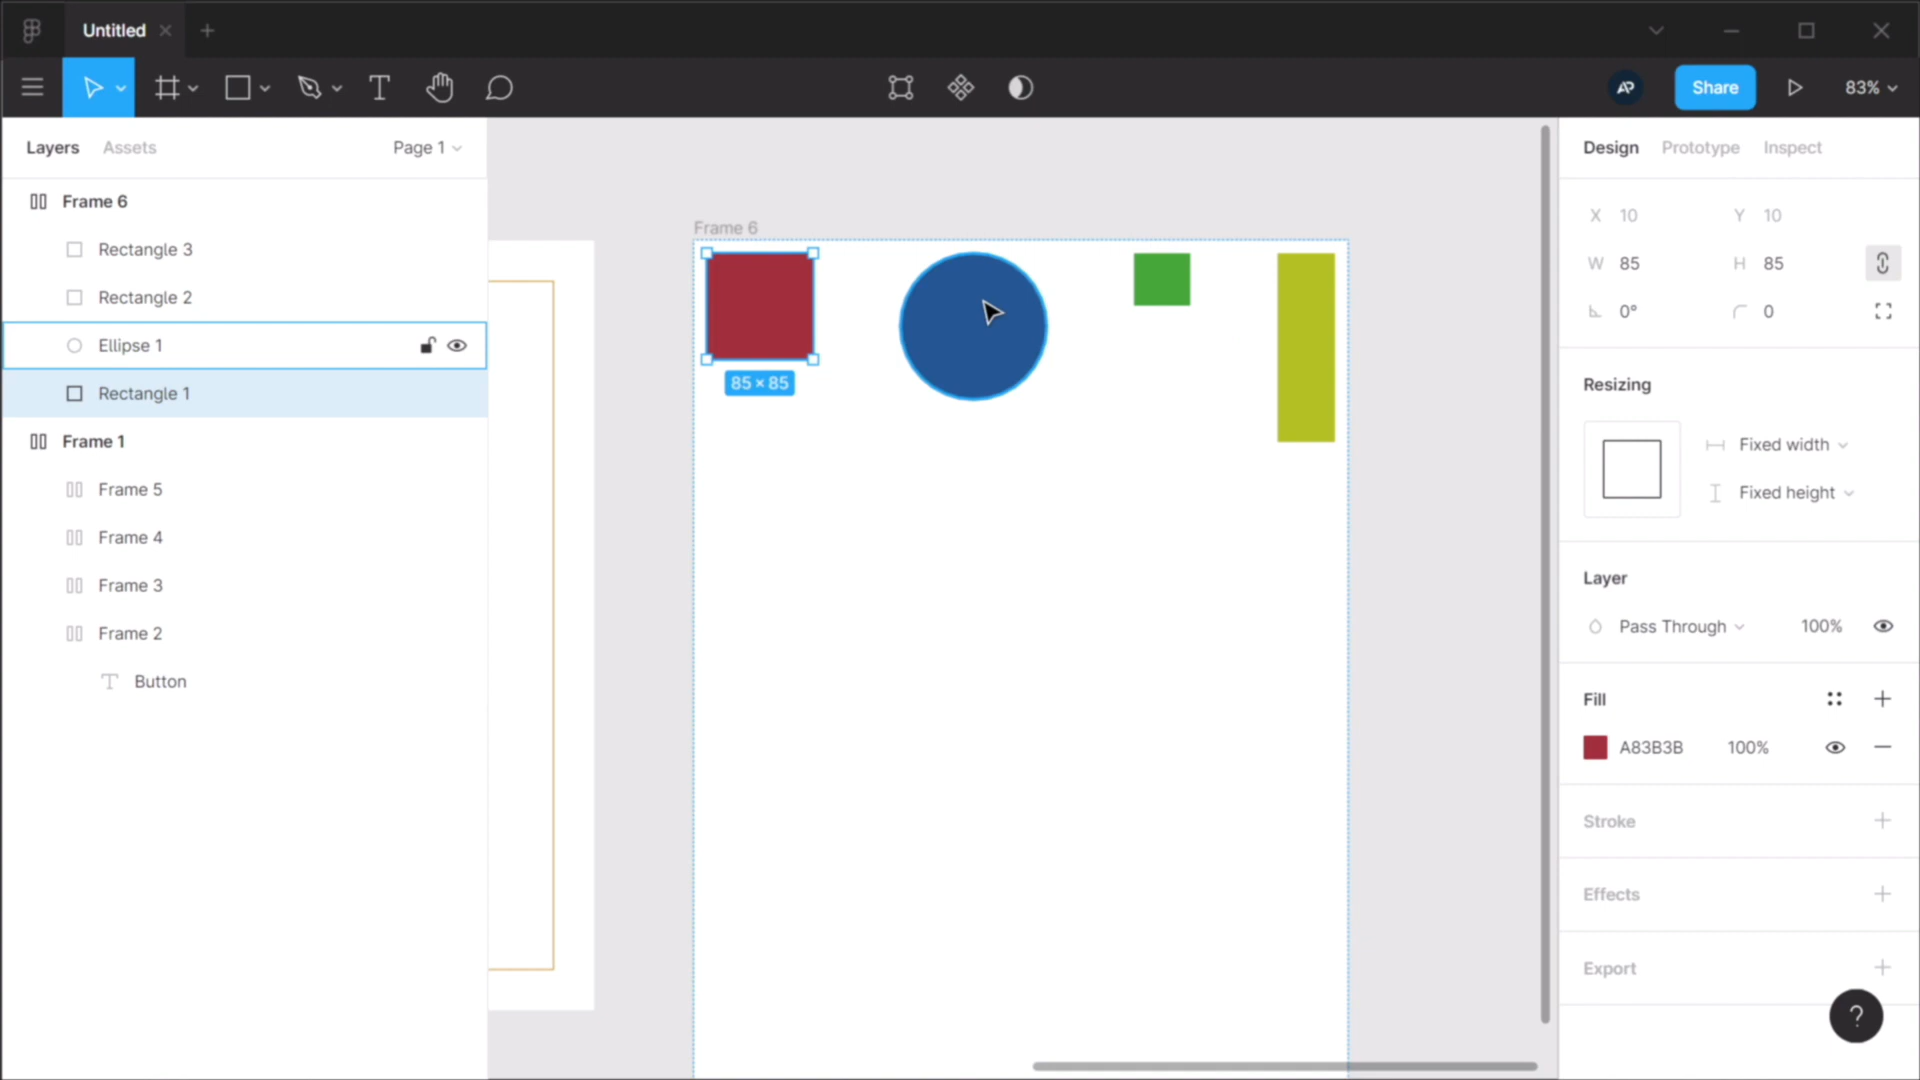 Untitled
AP
Share
83%
Layers
Assets
Page 1
Design
Prototype
Inspect
Frame 6
Rectangle 3
Rectangle 2
Ellipse 1
Rectangle 1
Frame 1
Frame 5
Frame 4
Frame 3
Frame 2
T Button
Frame 6
85 × 85
X 10
Y 10
W 85
H 85
0°
0
Resizing
Fixed width
Fixed height
Layer
Pass Through
100%
Fill
A83B3B
100%
Stroke
Effects
Export
?